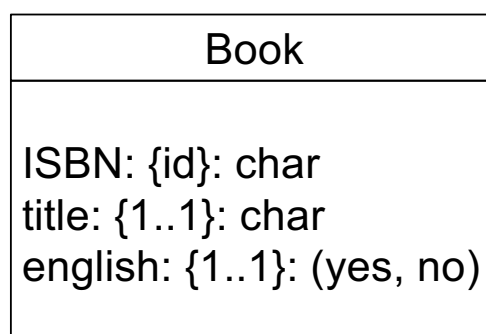 Book
ISBN: {id}: char
title: {1..1}: char
english: {1..1}: (yes, no)